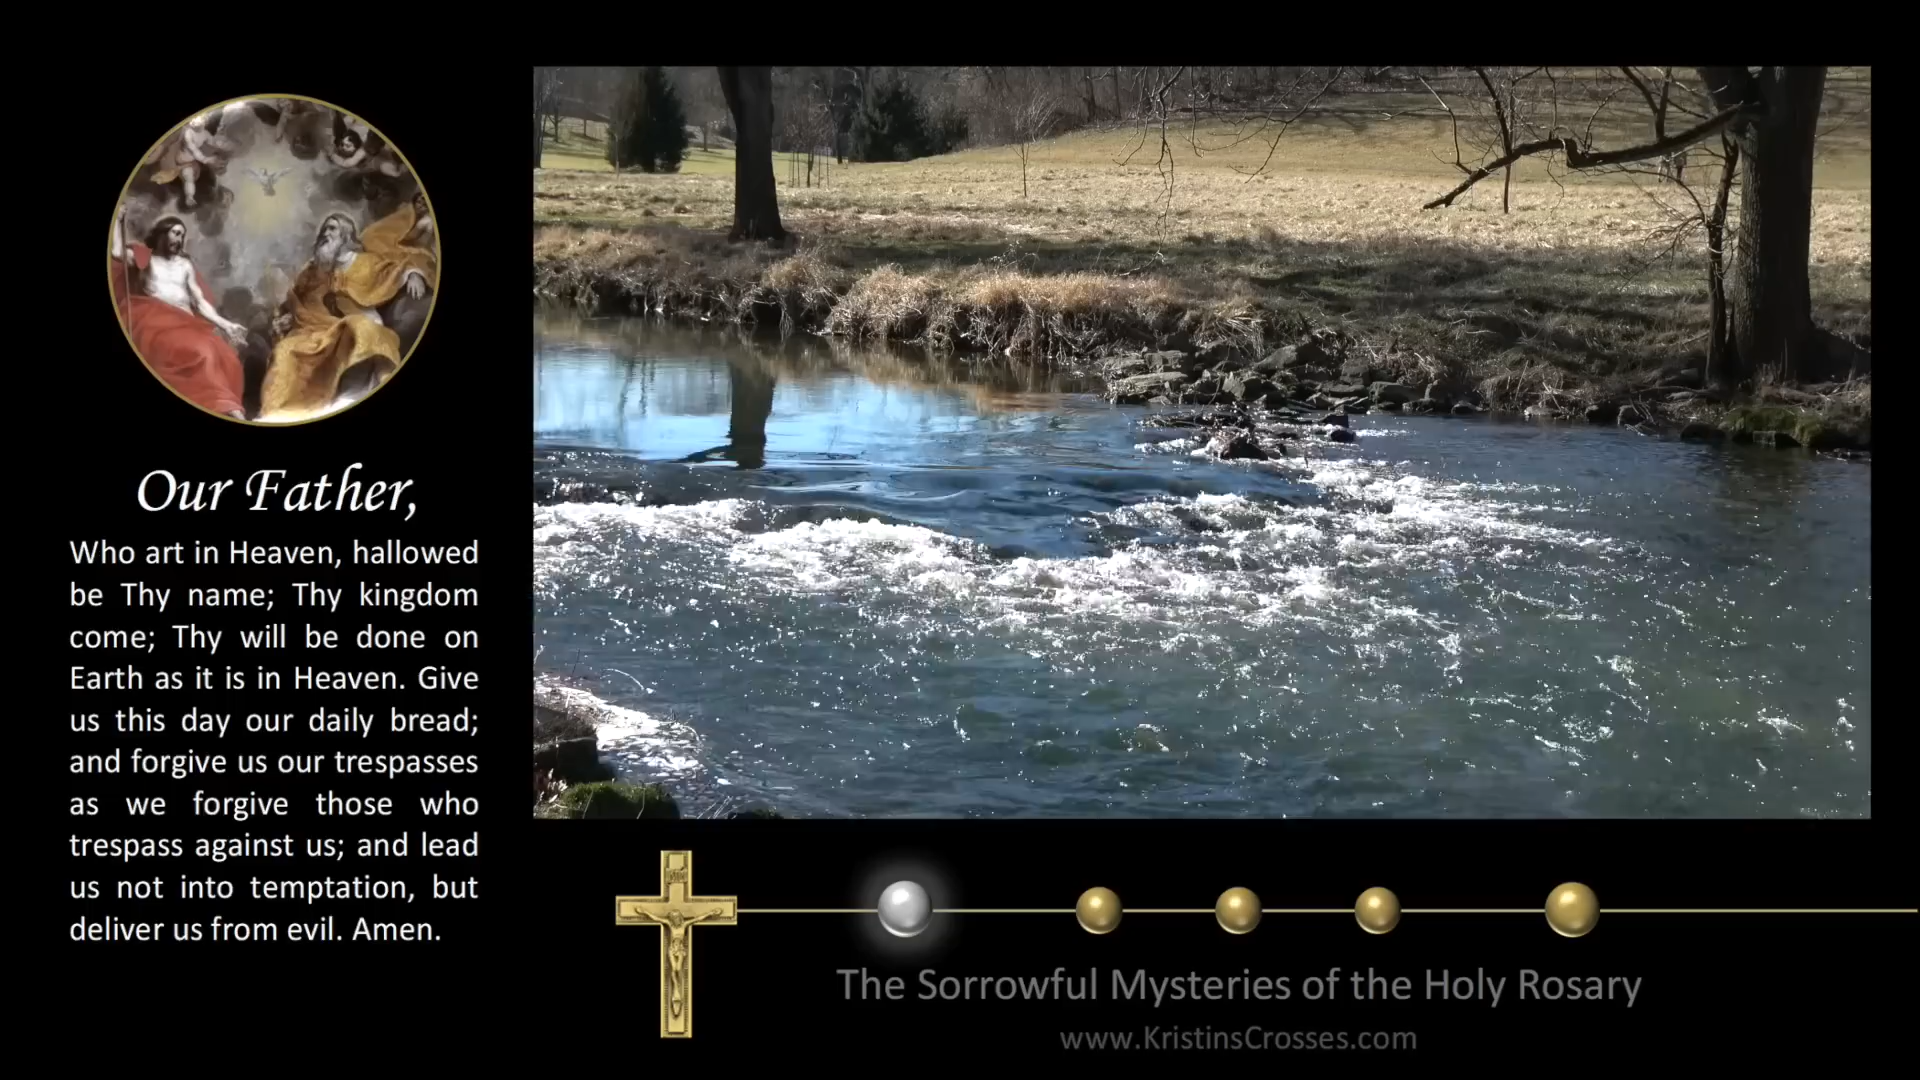 Our Father,
Who art in Heaven, hallowed
be Thy name; Thy kingdom
come; Thy will be done on
Earth as it is in Heaven. Give
us this day our daily bread;
and forgive us our trespasses
as we forgive those who
trespass against us; and lead
us not into temptation, but
deliver us from evil. Amen.
The Sorrowful Mysteries of the Holy Rosary
www.KristinsCrosses.com